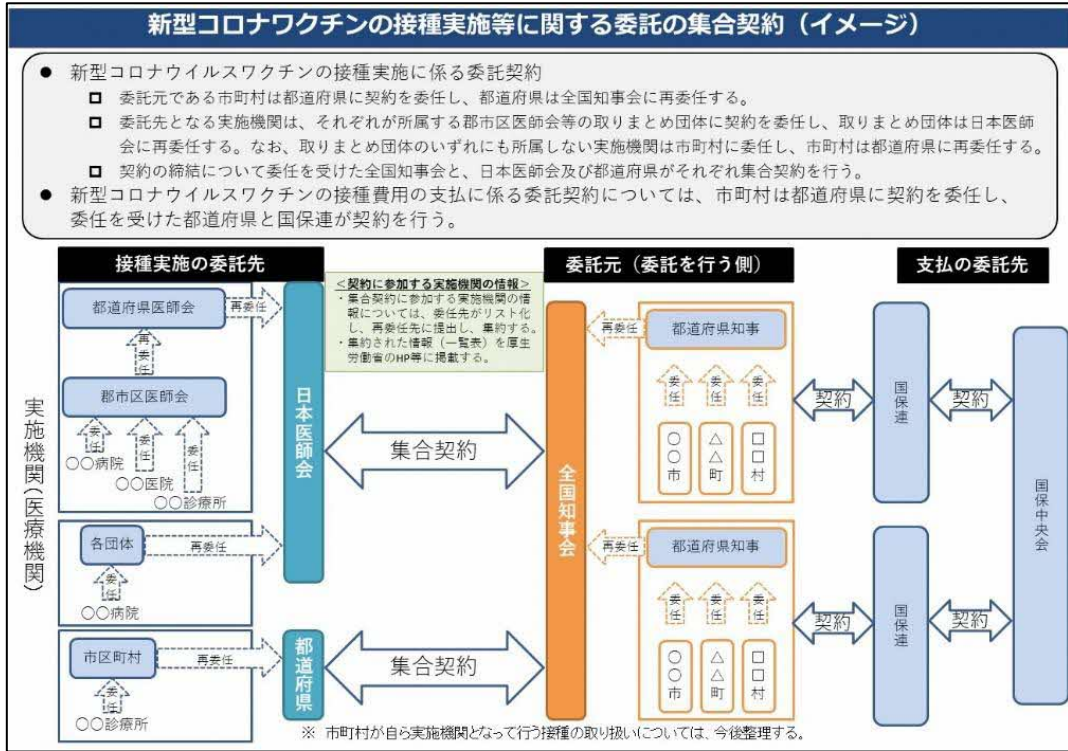 新型コロナワクチンの接種実施等に関する委託の集合契約（イメージ）
● 新型コロナウイルスワクチンの接種実施に係る委託契約
□ 委託元である市町村は都道府県に契約を委任し、都道府県は全国知事会に再委任する。
□ 委託先となる実施機関は、それぞれが所属する郡市区医師会等の取りまとめ団体に契約を委任し、取りまとめ団体は日本医師
会に再委任する。なお、取りまとめ団体のいずれにも所属しない実施機関は市町村に委任し、市町村は都道府県に再委任する。
□ 契約の締結について委任を受けた全国知事会と、日本医師会及び都道府県がそれぞれ集合契約を行う。
● 新型コロナウイルスワクチンの接種費用の支払に係る委託契約については、市町村は都道府県に契約を委任し、
委任を受けた都道府県と国保連が契約を行う。
接種実施の委託先
委託元（委託を行う側）
支払の委託先
＜契約に参加する実施機関の情報＞
・集合契約に参加する実施機関の情
報については、委任先がリスト化
し、再委任先に提出し、集約する。
・集約された情報（一覧表）を厚生
労働省のHP等に掲載する。
実施機関（医療機関）
都道府県医師会
再委任
再委任
郡市区医師会
委任
委任
委任
〇〇病院
〇〇医院
〇〇診療所
各団体
再委任
委任
〇〇病院
市区町村
再委任
委任
〇〇診療所
日本医師会
都道府県
集合契約
集合契約
全国知事会
再委任
都道府県知事
委任
委任
委任
〇〇市
△△町
□□村
再委任
都道府県知事
委任
委任
委任
〇〇市
△△町
□□村
契約
国保連
契約
契約
国保連
契約
国保中央会
※ 市町村が自ら実施機関となって行う接種の取り扱いについては、今後整理する。